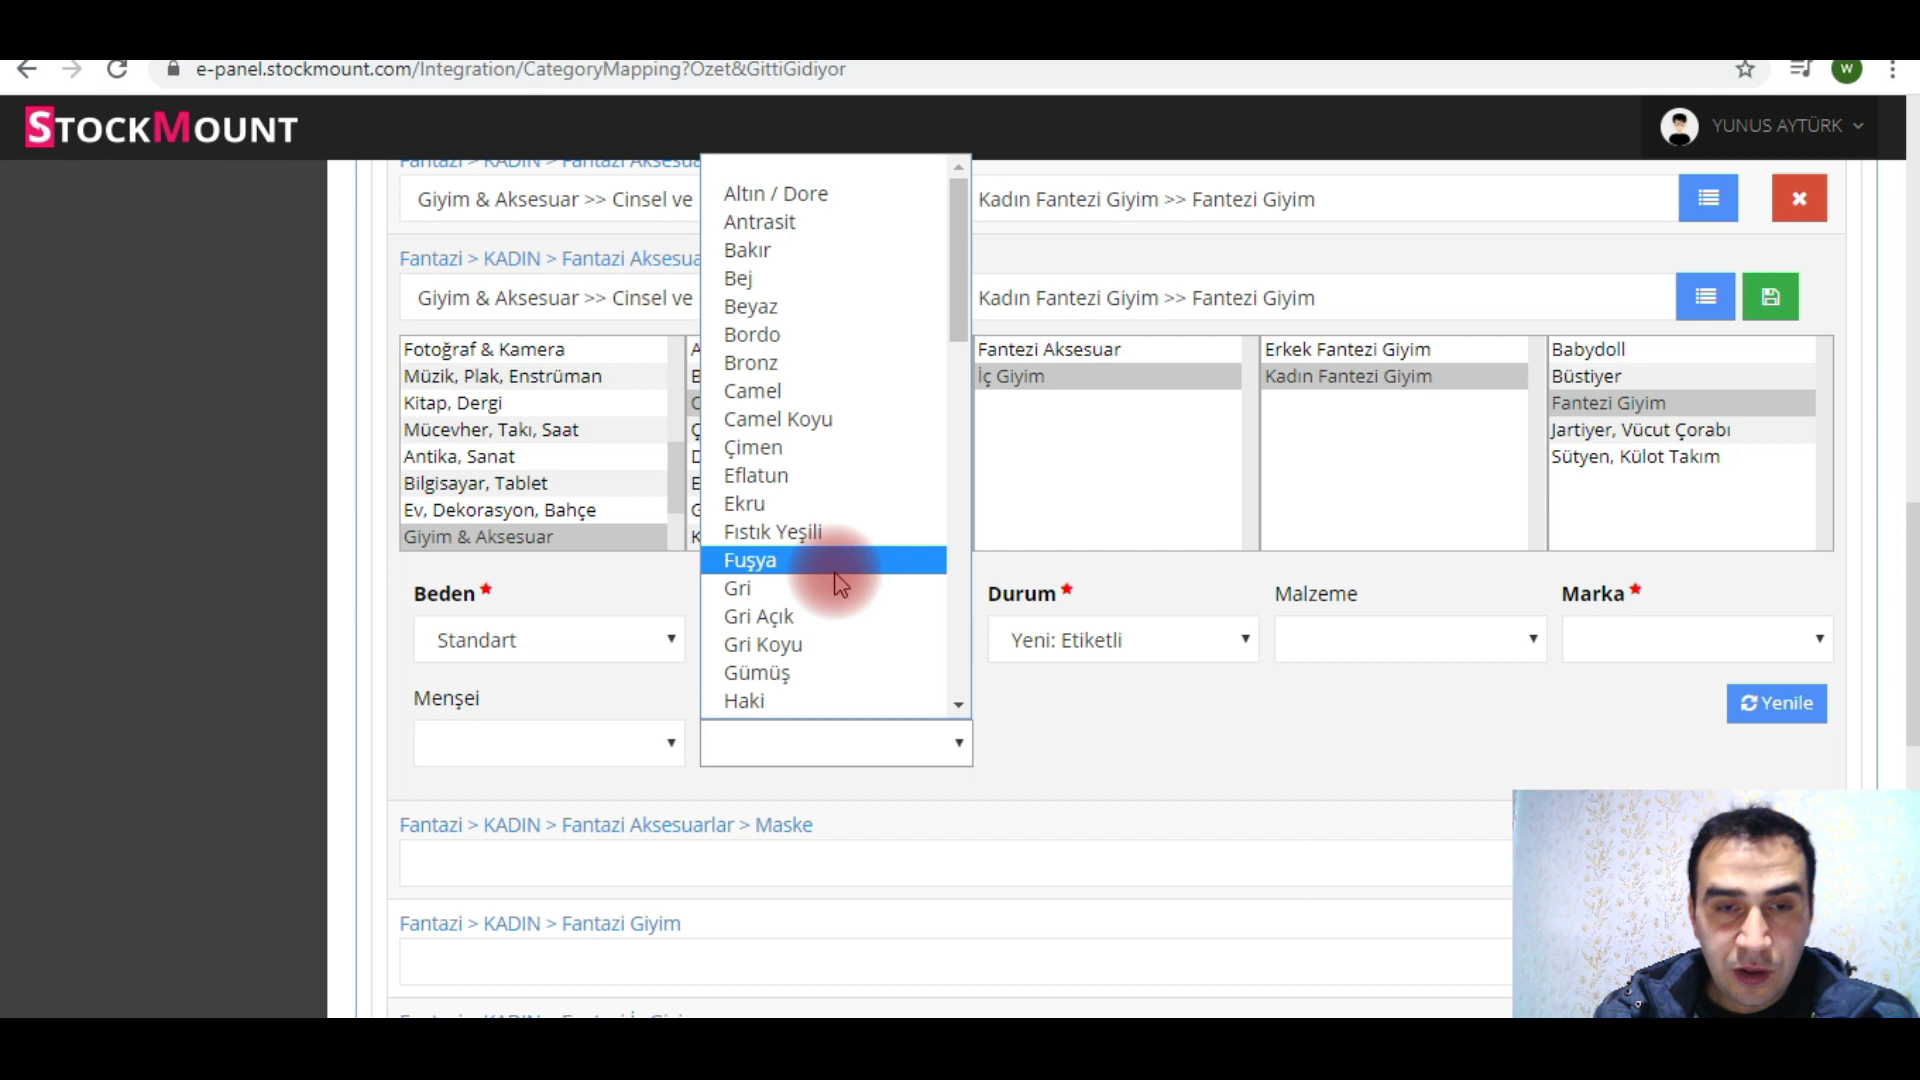 e-panel.stockmount.com/Integration/CategoryMapping?Ozet&GittiGidiyor
W
STOCKMOUNT
YUNUS AYTÜRK
Fantazi > KADIN > Fantazi Aksesua
Giyim & Aksesuar >> Cinsel ve
Kadın Fantezi Giyim >> Fantezi Giyim
Fantazi > KADIN > Fantazi Aksesua
Giyim & Aksesuar >> Cinsel ve
Kadın Fantezi Giyim >> Fantezi Giyim
Altın / Dore
Antrasit
Bakır
Bej
Beyaz
Bordo
Bronz
Camel
Camel Koyu
Çimen
Eflatun
Ekru
Fıstık Yeşili
Fuşya
Gri
Gri Açık
Gri Koyu
Gümüş
Haki
Fotoğraf & Kamera
Müzik, Plak, Enstrüman
Kitap, Dergi
Mücevher, Takı, Saat
Antika, Sanat
Bilgisayar, Tablet
Ev, Dekorasyon, Bahçe
Giyim & Aksesuar
Fantezi Aksesuar
İç Giyim
Erkek Fantezi Giyim
Kadın Fantezi Giyim
Babydoll
Büstiyer
Fantezi Giyim
Jartiyer, Vücut Çorabı
Sütyen, Külot Takım
Beden *
Standart
Durum *
Yeni: Etiketli
Malzeme
Marka *
Menşei
Yenile
Fantazi > KADIN > Fantazi Aksesuarlar > Maske
Fantazi > KADIN > Fantazi Giyim